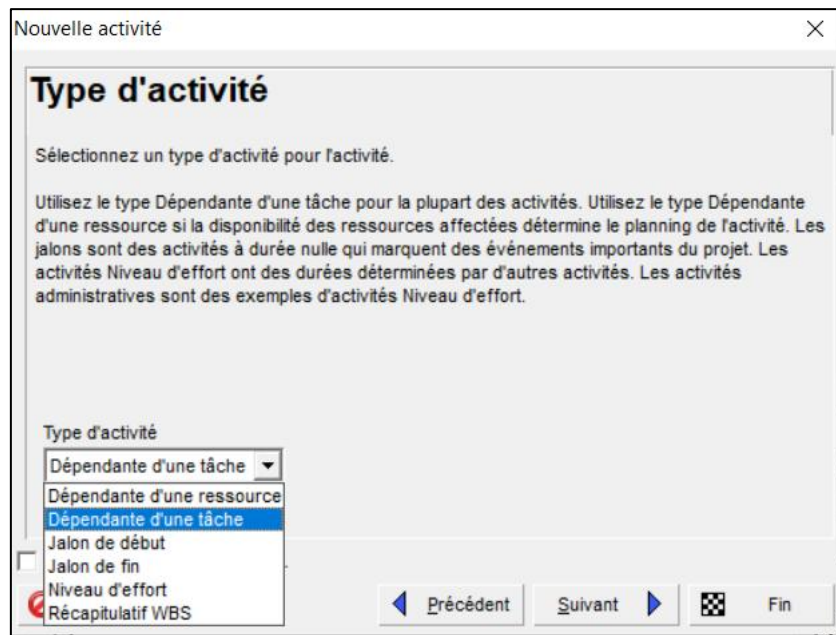 Nouvelle activité
Type d'activité
Sélectionnez un type d'activité pour l'activité.
Utilisez le type Dépendante d'une tâche pour la plupart des activités. Utilisez le type Dépendante
d'une ressource si la disponibilité des ressources affectées détermine le planning de l'activité. Les
jalons sont des activités à durée nulle qui marquent des événements importants du projet. Les
activités Niveau d'effort ont des durées déterminées par d'autres activités. Les activités
administratives sont des exemples d'activités Niveau d'effort.
Type d'activité
Dépendante d'une tâche
Dépendante d'une ressource
Dépendante d'une tâche
Jalon de début
Jalon de fin
Niveau d'effort
Récapitulatif WBS
Précédent
Suivant
Fin